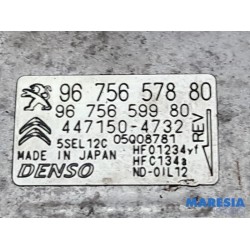 96 756 578 80
96 756 599 80
447150-4732
5SEL12C 05Q08781
MADE IN JAPAN
HFO1234yf
HFC134a
DENSO
ND-OIL12
REV
MARESIA